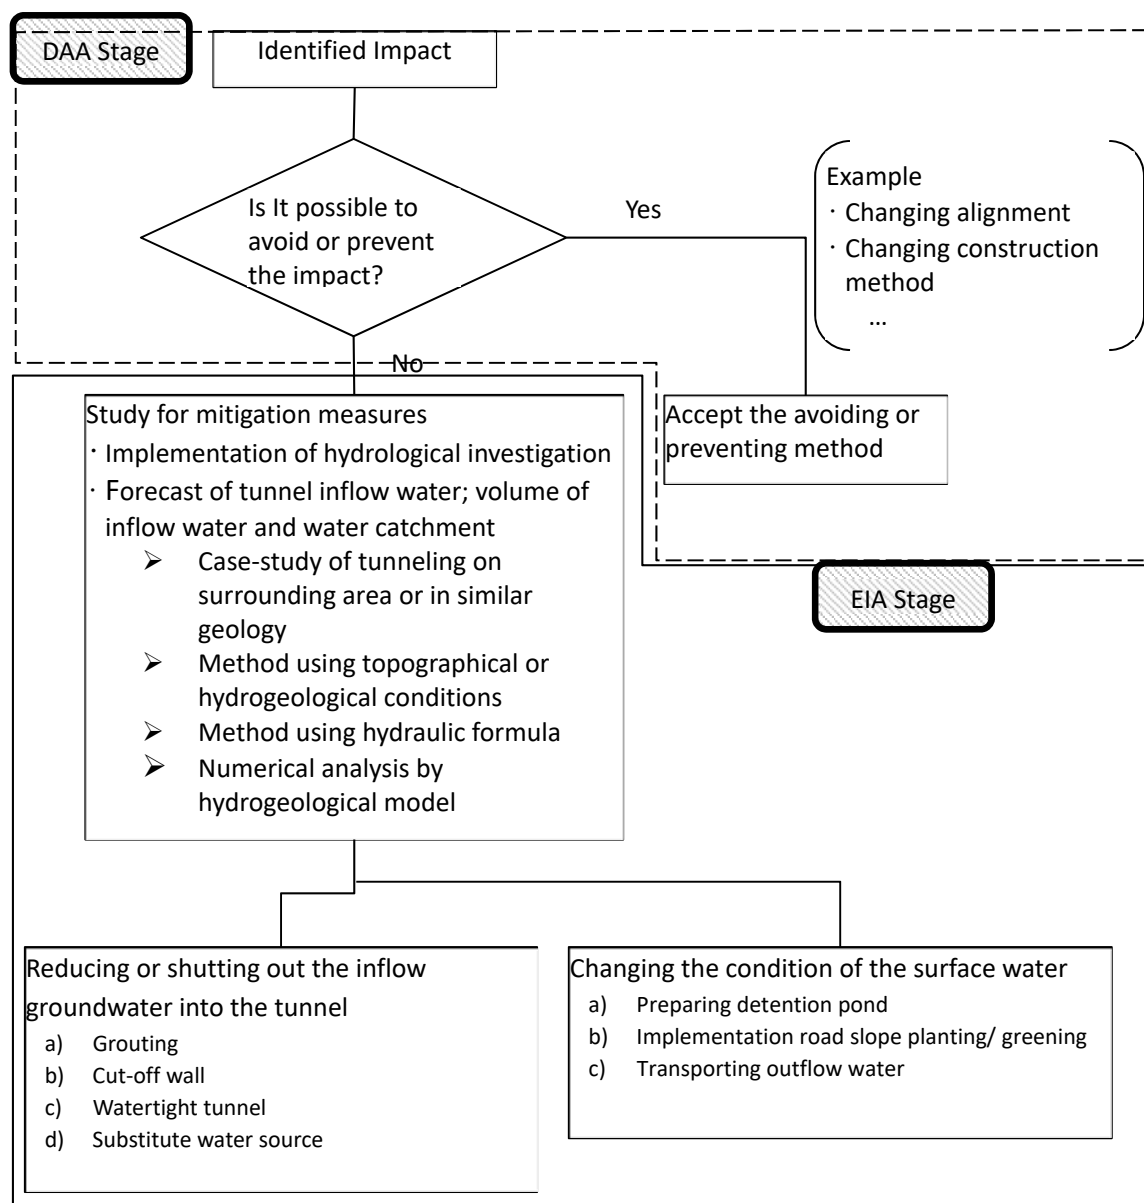 DAA Stage
Identified Impact
Is It possible to
avoid or prevent
the impact?
Yes
Example
· Changing alignment
· Changing construction
method
...
No
Accept the avoiding or
preventing method
Study for mitigation measures
· Implementation of hydrological investigation
· Forecast of tunnel inflow water; volume of
inflow water and water catchment
➢ Case-study of tunneling on
surrounding area or in similar
geology
➢ Method using topographical or
hydrogeological conditions
➢ Method using hydraulic formula
➢ Numerical analysis by
hydrogeological model
EIA Stage
Reducing or shutting out the inflow
groundwater into the tunnel
a) Grouting
b) Cut-off wall
c) Watertight tunnel
d) Substitute water source
Changing the condition of the surface water
a) Preparing detention pond
b) Implementation road slope planting/ greening
c) Transporting outflow water